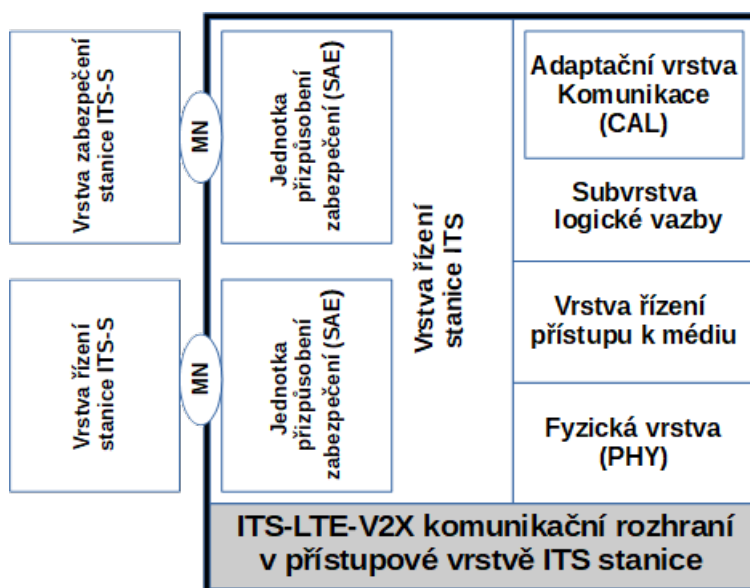 Vrstva zabezpečení
stanice ITS-S
MN
Jednotka
přizpůsobení
zabezpečení (SAE)
Vrstva řízení
stanice ITS-S
MN
Jednotka
přizpůsobení
zabezpečení (SAE)
Vrstva řízení
stanice ITS
Adaptační vrstva
Komunikace
(CAL)
Subvrstva
logické vazby
Vrstva řízení
přístupu k médiu
Fyzická vrstva
(PHY)
ITS-LTE-V2X komunikační rozhraní
v přístupové vrstvě ITS stanice